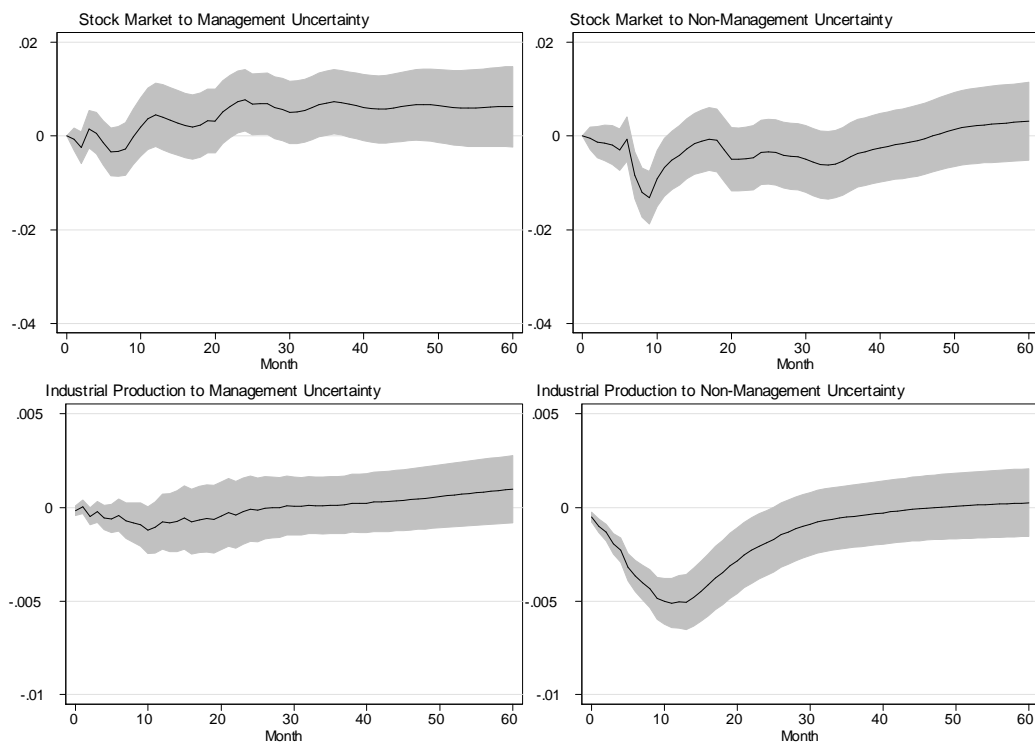 Stock Market to Management Uncertainty
.02
0
-.02
-.04
0 10 20 30 40 50 60
Month
Stock Market to Non-Management Uncertainty
.02
0
-.02
-.04
0 10 20 30 40 50 60
Month
Industrial Production to Management Uncertainty
.005
0
-.005
-.01
0 10 20 30 40 50 60
Month
Industrial Production to Non-Management Uncertainty
.005
0
-.005
-.01
0 10 20 30 40 50 60
Month